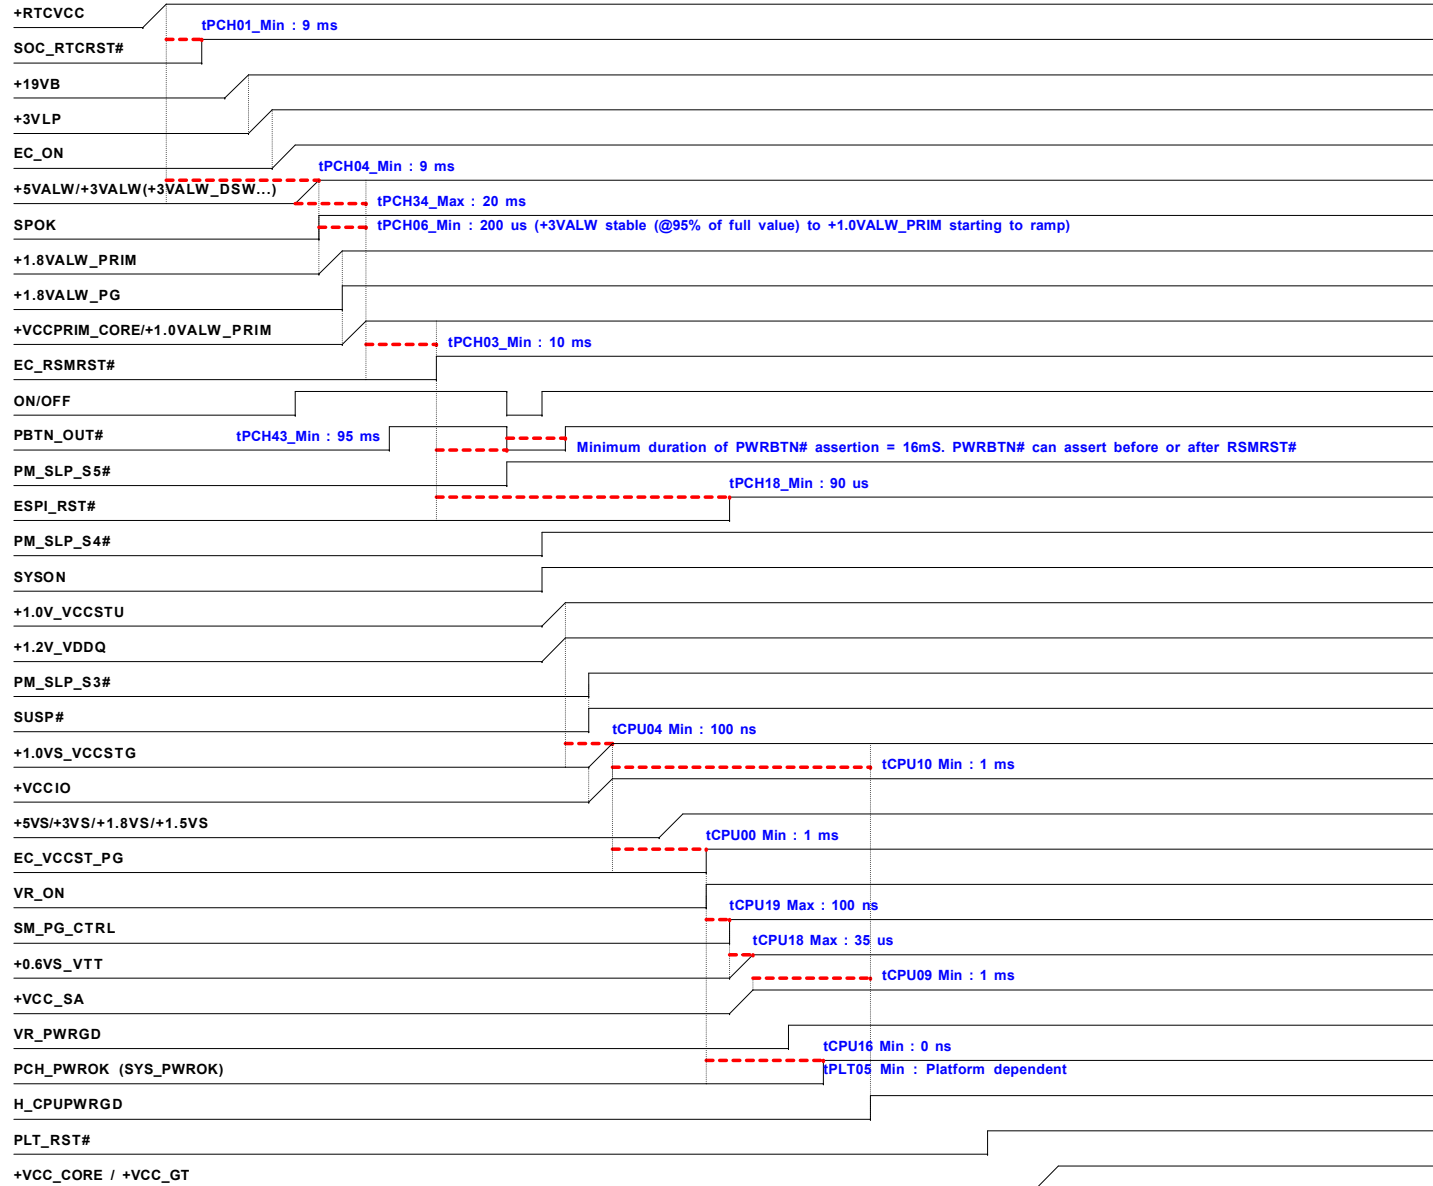 +RTCVCC
tPCH01_Min : 9 ms
SOC_RTCRST#
+19VB
+3VLP
EC_ON
tPCH04_Min : 9 ms
+5VALW/+3VALW(+3VALW_DSW...)
tPCH34_Max : 20 ms
SPOK
tPCH06_Min : 200 us (+3VALW stable (@95% of full value) to +1.0VALW_PRIM starting to ramp)
+1.8VALW_PRIM
+1.8VALW_PG
+VCCPRIM_CORE/+1.0VALW_PRIM
tPCH03_Min : 10 ms
EC_RSMRST#
ON/OFF
PBTN_OUT#
tPCH43_Min : 95 ms
Minimum duration of PWRBTN# assertion = 16mS. PWRBTN# can assert before or after RSMRST#
PM_SLP_S5#
tPCH18_Min : 90 us
ESPI_RST#
PM_SLP_S4#
SYSON
+1.0V_VCCSTU
+1.2V_VDDQ
PM_SLP_S3#
SUSP#
tCPU04 Min : 100 ns
+1.0VS_VCCSTG
tCPU10 Min : 1 ms
+VCCIO
+5VS/+3VS/+1.8VS/+1.5VS
tCPU00 Min : 1 ms
EC_VCCST_PG
VR_ON
tCPU19 Max : 100 ns
SM_PG_CTRL
tCPU18 Max : 35 us
+0.6VS_VTT
tCPU09 Min : 1 ms
+VCC_SA
VR_PWRGD
tCPU16 Min : 0 ns
PCH_PWROK (SYS_PWROK)
tPLT05 Min : Platform dependent
H_CPUPWRGD
PLT_RST#
+VCC_CORE / +VCC_GT